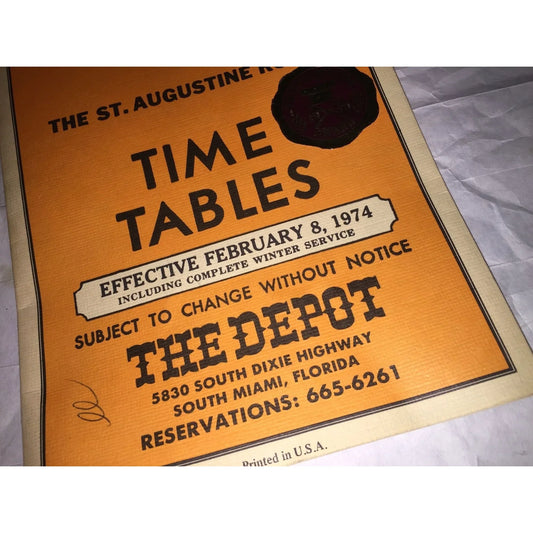 THE ST. AUGUSTINE
TIME
TABLES
EFFECTIVE FEBRUARY 8, 1974
INCLUDING COMPLETE WINTER SERVICE
SUBJECT TO CHANGE WITHOUT NOTICE
THE DEPOT
5830 SOUTH DIXIE HIGHWAY
SOUTH MIAMI, FLORIDA
RESERVATIONS: 665-6261
Printed in U.S.A.